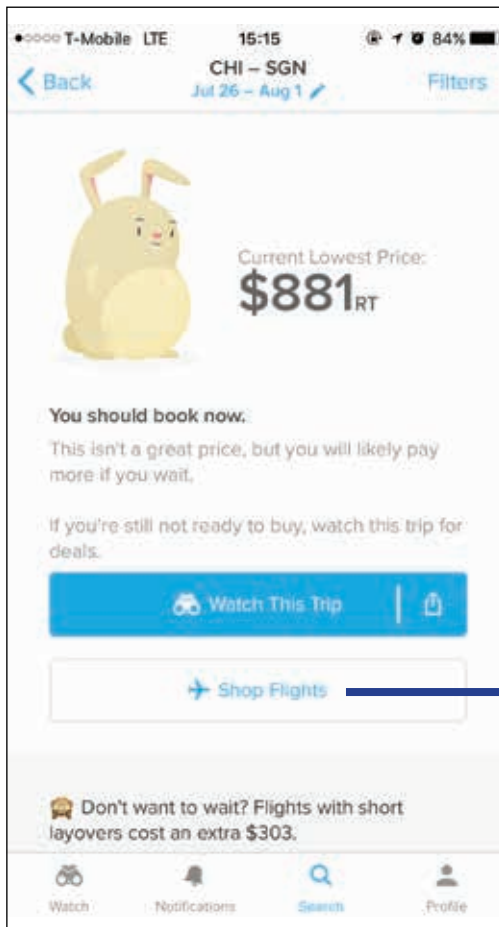 T-Mobile LTE 15:15 84%
Back CHI – SGN Filters
Jul 26 – Aug 1
Current Lowest Price:
$881 RT
You should book now.
This isn't a great price, but you will likely pay
more if you wait.
If you're still not ready to buy, watch this trip for
deals.
Watch This Trip
Shop Flights
Don't want to wait? Flights with short
layovers cost an extra $303.
Watch Notifications Search Profile